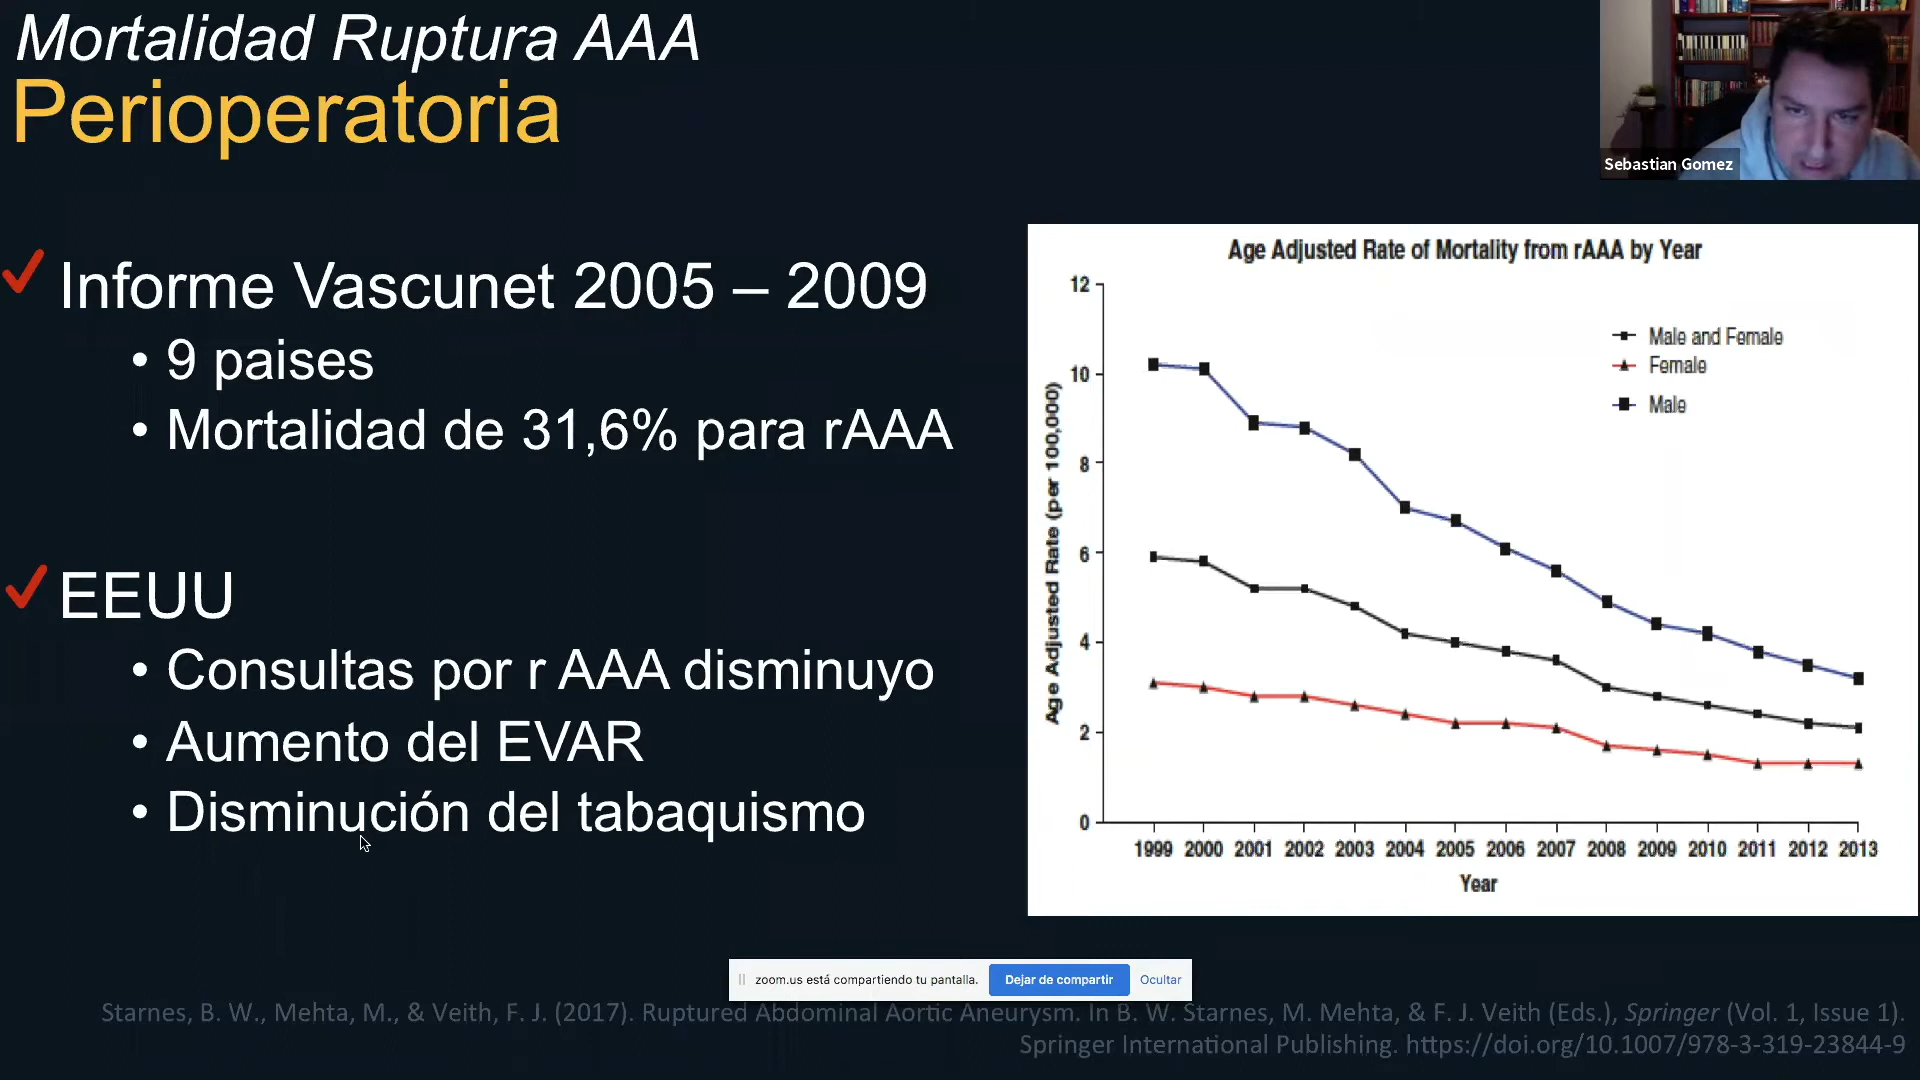 Mortalidad Ruptura AAA
Perioperatoria
Sebastian Gomez
Informe Vascunet 2005 – 2009
• 9 paises
• Mortalidad de 31,6% para rAAA
EEUU
• Consultas por r AAA disminuyo
• Aumento del EVAR
• Disminución del tabaquismo
Age Adjusted Rate of Mortality from rAAA by Year
Male and Female
Female
Male
Age Adjusted Rate (per 100,000)
12
10
8
6
4
2
0
1999 2000 2001 2002 2003 2004 2005 2006 2007 2008 2009 2010 2011 2012 2013
Year
zoom.us está compartiendo tu pantalla. Dejar de compartir Ocultar
Starnes, B. W., Mehta, M., & Veith, F. J. (2017). Ruptured Abdominal Aortic Aneurysm. In B. W. Starnes, M. Mehta, & F. J. Veith (Eds.), Springer (Vol. 1, Issue 1).
Springer International Publishing. https://doi.org/10.1007/978-3-319-23844-9